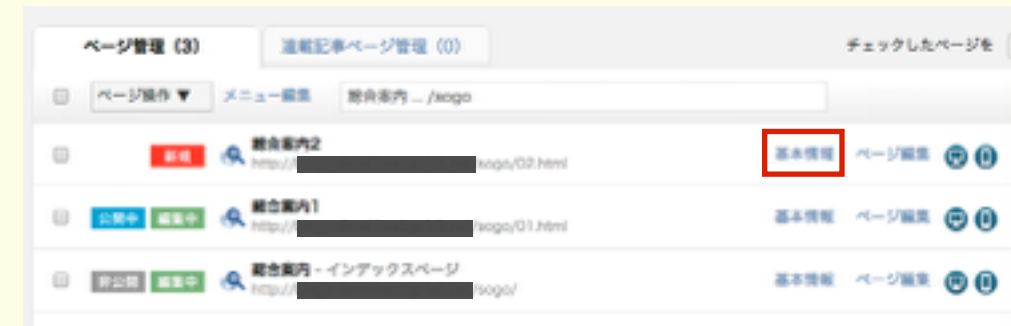 ページ管理（3） 連載記事ページ管理（0） チェックしたページを
ページ操作▼ メニュー編集 総合案内 ... /sogo
新規 総合案内2 基本情報 ページ編集
http:// sogo/02.html
公開中 編集中 総合案内1 基本情報 ページ編集
http:// /sogo/01.html
非公開 編集中 総合案内 - インデックスページ 基本情報 ページ編集
http:// /sogo/